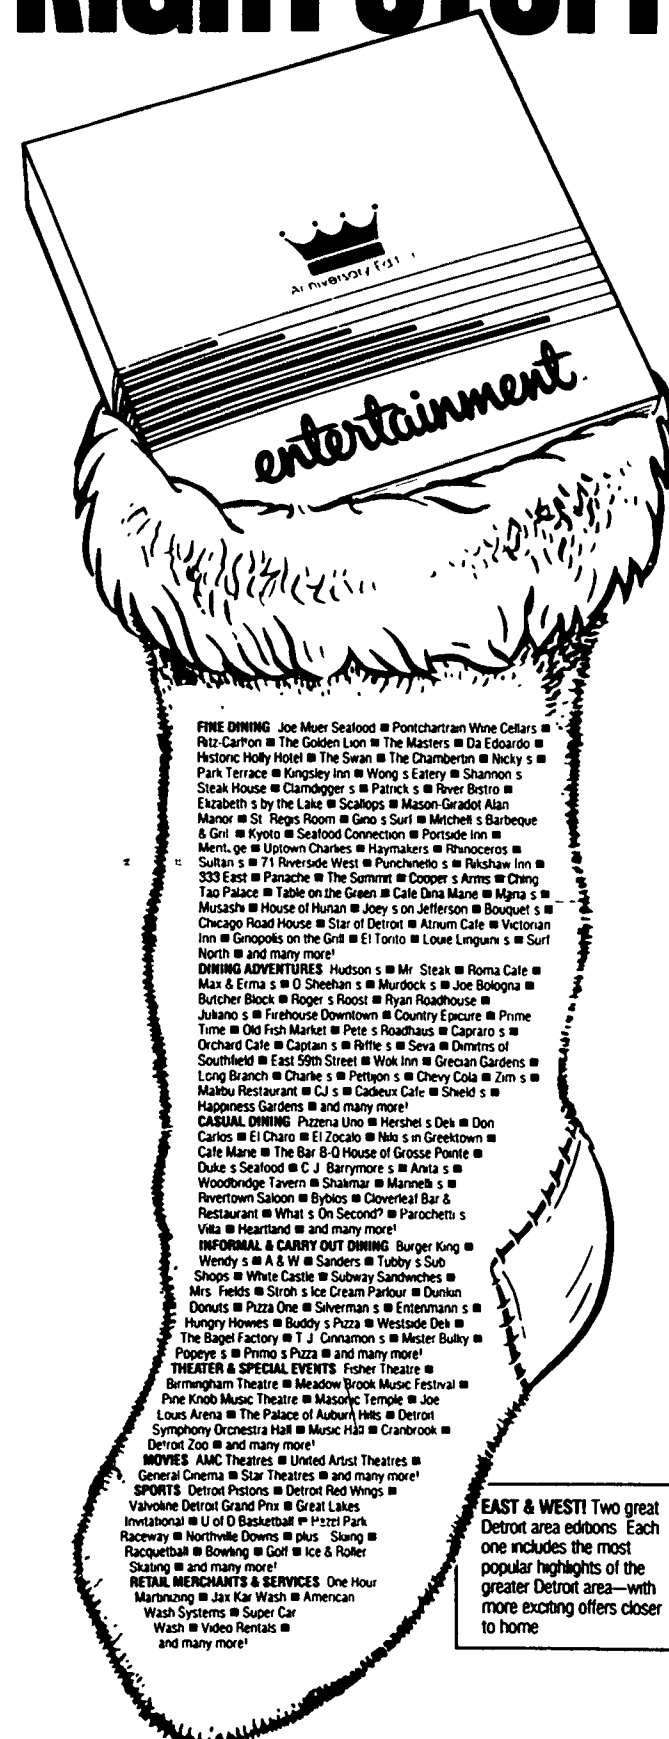 RIGHT STUFF
Anniversary Edit
entertainment
FINE DINING Joe Muer Seafood ■ Pontchartrain Wine Cellars ■
Ritz-Carlton ■ The Golden Lion ■ The Masters ■ Da Edoardo ■
Historic Holly Hotel ■ The Swan ■ The Chambertin ■ Nicky s ■
Park Terrace ■ Kingsley Inn ■ Wong s Eatery ■ Shannon s
Steak House ■ Clamdigger s ■ Patrick s ■ River Bistro ■
Elizabeth s by the Lake ■ Scallops ■ Mason-Giradot Alan
Manor ■ St Regis Room ■ Gino s Surf ■ Mitchell s Barbeque
& Grill ■ Kyoto ■ Seafood Connection ■ Portside Inn ■
■ Uptown Charlies ■ Haymakers ■ Rhinoceros ■
Sultan s ■ 71 Riverside West ■ Punchinello s ■ Rikshaw Inn ■
333 East ■ Panache ■ The Summit ■ Cooper s Arms ■ Ching
Tao Palace ■ Table on the Green ■ Cafe Dina Marie ■ Maria s ■
Musashi ■ House of Hunan ■ Joey s on Jefferson ■ Bouquet s ■
Chicago Road House ■ Star of Detroit ■ Atrium Cafe ■ Victorian
Inn ■ Ginopolis on the Grill ■ El Torito ■ Louie Linguini s ■ Surf
North ■ and many more!
DINING ADVENTURES Hudson s ■ Mr Steak ■ Roma Cafe ■
Max & Erma s ■ O Sheehan s ■ Murdock s ■ Joe Bologna ■
Butcher Block ■ Roger s Roost ■ Ryan Roadhouse ■
Juliano s ■ Firehouse Downtown ■ Country Epicure ■ Prime
Time ■ Old Fish Market ■ Pete s Roadhaus ■ Capraro s ■
Orchard Cafe ■ Captain s ■ Riffle s ■ Seva ■ Dimitris of
Southfield ■ East 59th Street ■ Wok Inn ■ Grecian Gardens ■
Long Branch ■ Charlie s ■ Pettijon s ■ Chevy Cola ■ Zim s ■
Malibu Restaurant ■ CJ s ■ Cadieux Cafe ■ Shield s ■
Happiness Gardens ■ and many more!
CASUAL DINING Pizzeria Uno ■ Hershel s Deli ■ Don
Carlos ■ El Charo ■ El Zocalo ■ Niki s in Greektown ■
Cafe Marie ■ The Bar B-Q House of Grosse Pointe ■
Duke s Seafood ■ C J Barrymore s ■ Anita s ■
Woodbridge Tavern ■ Shalimar ■ Mannelli s ■
Rivertown Saloon ■ Byblos ■ Cloverleaf Bar &
Restaurant ■ What s On Second? ■ Parochetti s
Villa ■ Heartland ■ and many more!
INFORMAL & CARRY OUT DINING Burger King ■
Wendy s ■ A & W ■ Sanders ■ Tubby s Sub
Shops ■ White Castle ■ Subway Sandwiches ■
Mrs Fields ■ Stroh s Ice Cream Parlour ■ Dunkin
Donuts ■ Pizza One ■ Silverman s ■ Entenmann s ■
Hungry Howies ■ Buddy s Pizza ■ Westside Deli ■
The Bagel Factory ■ T J Cinnamon s ■ Mister Bulky ■
Popeye s ■ Primo s Pizza ■ and many more!
THEATER & SPECIAL EVENTS Fisher Theatre ■
Birmingham Theatre ■ Meadow Brook Music Festival ■
Pine Knob Music Theatre ■ Masonic Temple ■ Joe
Louis Arena ■ The Palace of Auburn Hills ■ Detroit
Symphony Orchestra Hall ■ Music Hall ■ Cranbrook ■
Detroit Zoo ■ and many more!
MOVIES AMC Theatres ■ United Artist Theatres ■
General Cinema ■ Star Theatres ■ and many more!
SPORTS Detroit Pistons ■ Detroit Red Wings ■
Valvoline Detroit Grand Prix ■ Great Lakes
Invitational ■ U of D Basketball ■ Hazel Park
Raceway ■ Northville Downs ■ plus Skiing ■
Racquetball ■ Bowling ■ Golf ■ Ice & Roller
Skating ■ and many more!
RETAIL MERCHANTS & SERVICES One Hour
Martinizing ■ Jax Kar Wash ■ American
Wash Systems ■ Super Car
Wash ■ Video Rentals ■
and many more!
EAST & WEST! Two great
Detroit area editions Each
one includes the most
popular highlights of the
greater Detroit area—with
more exciting offers closer
to home